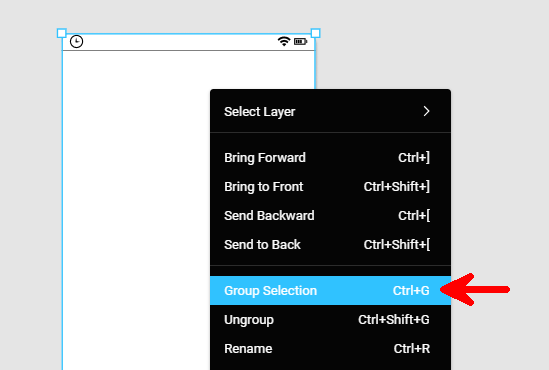 Select Layer
Bring Forward Ctrl+]
Bring to Front Ctrl+Shift+]
Send Backward Ctrl+[
Send to Back Ctrl+Shift+[
Group Selection Ctrl+G
Ungroup Ctrl+Shift+G
Rename Ctrl+R